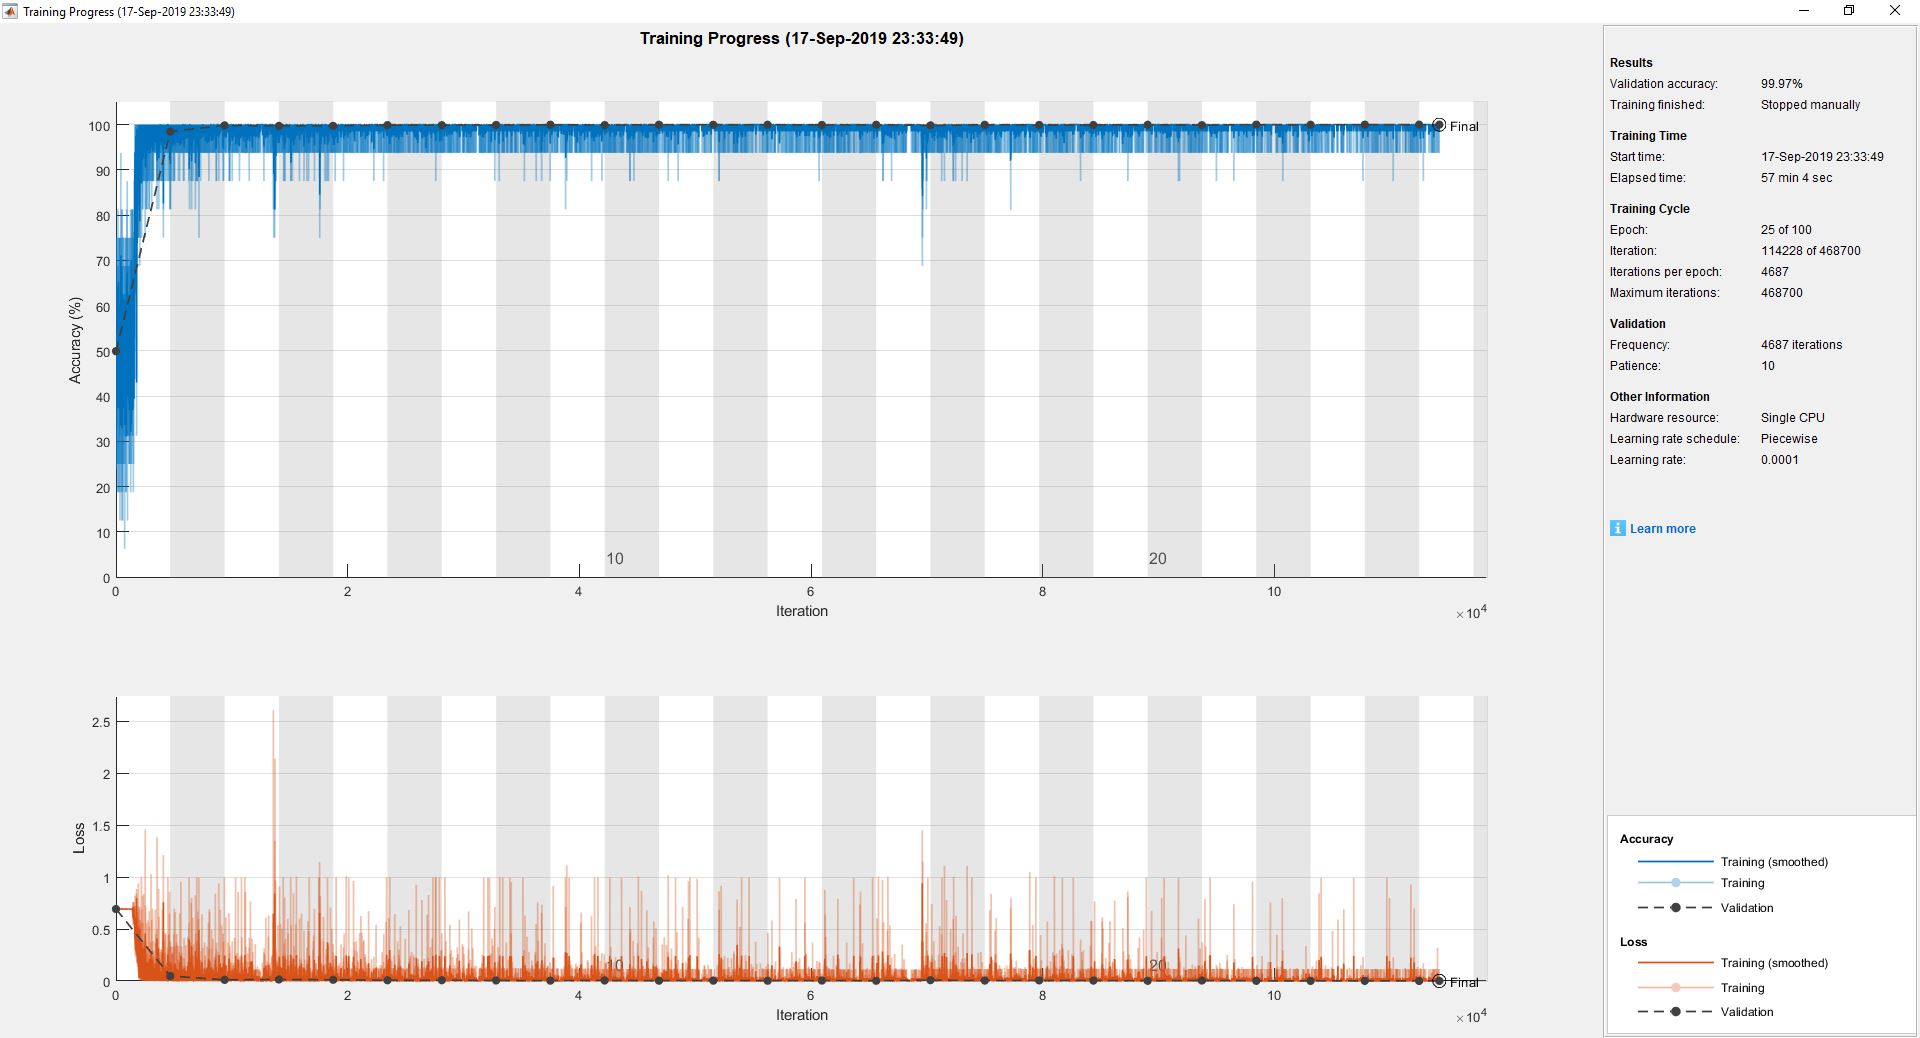 Training Progress (17-Sep-2019 23:33:49)
Training Progress (17-Sep-2019 23:33:49)
100
90
80
70
60
50
40
30
20
10
0
Accuracy (%)
Final
10
20
0 2 4 6 8 10
Iteration
×10⁴
2.5
2
1.5
1
0.5
0
Loss
Final
10
20
0 2 4 6 8 10
Iteration
×10⁴
Results
Validation accuracy: 99.97%
Training finished: Stopped manually
Training Time
Start time: 17-Sep-2019 23:33:49
Elapsed time: 57 min 4 sec
Training Cycle
Epoch: 25 of 100
Iteration: 114228 of 468700
Iterations per epoch: 4687
Maximum iterations: 468700
Validation
Frequency: 4687 iterations
Patience: 10
Other Information
Hardware resource: Single CPU
Learning rate schedule: Piecewise
Learning rate: 0.0001
i Learn more
Accuracy
Training (smoothed)
Training
Validation
Loss
Training (smoothed)
Training
Validation